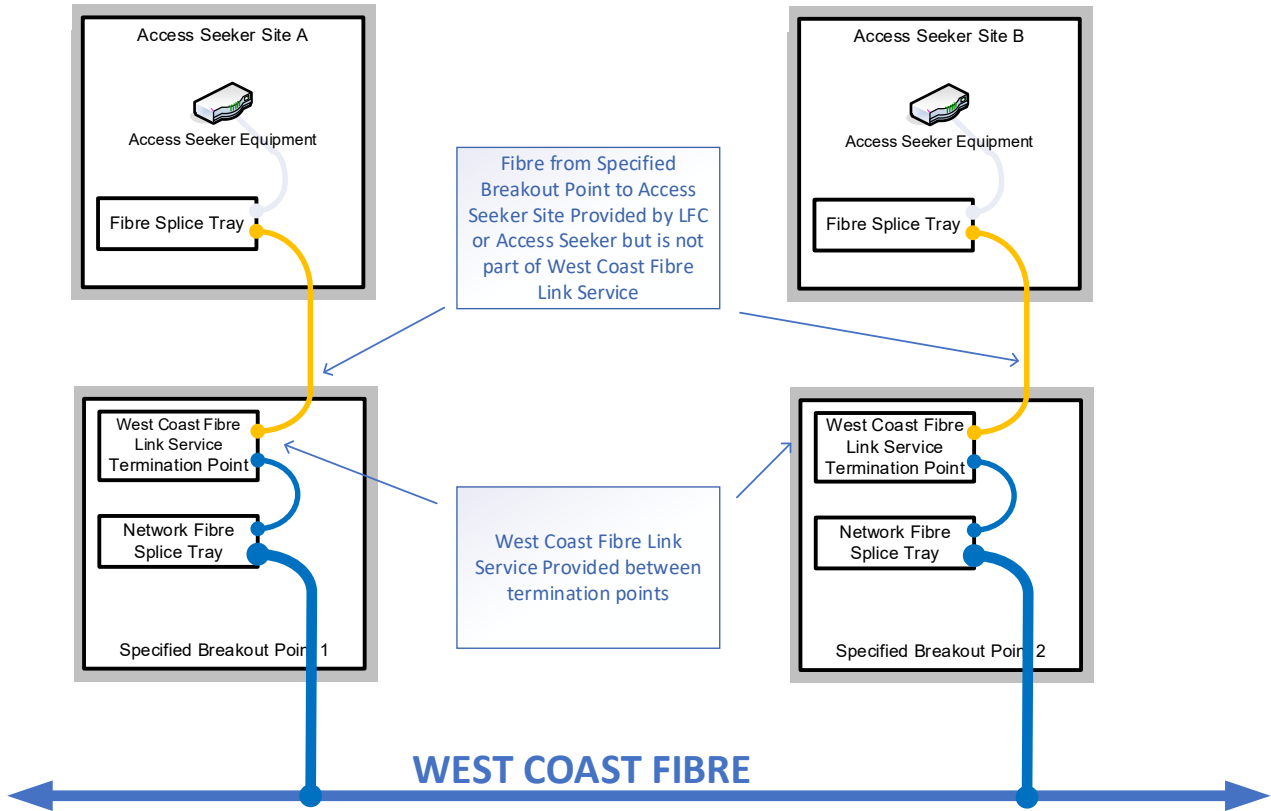 Access Seeker Site A
Access Seeker Equipment
Fibre Splice Tray
Access Seeker Site B
Access Seeker Equipment
Fibre Splice Tray
Fibre from Specified
Breakout Point to Access
Seeker Site Provided by LFC
or Access Seeker but is not
part of West Coast Fibre
Link Service
West Coast Fibre
Link Service
Termination Point
Network Fibre
Splice Tray
Specified Breakout Point 1
West Coast Fibre Link
Service Provided between
termination points
West Coast Fibre
Link Service
Termination Point
Network Fibre
Splice Tray
Specified Breakout Point 2
WEST COAST FIBRE